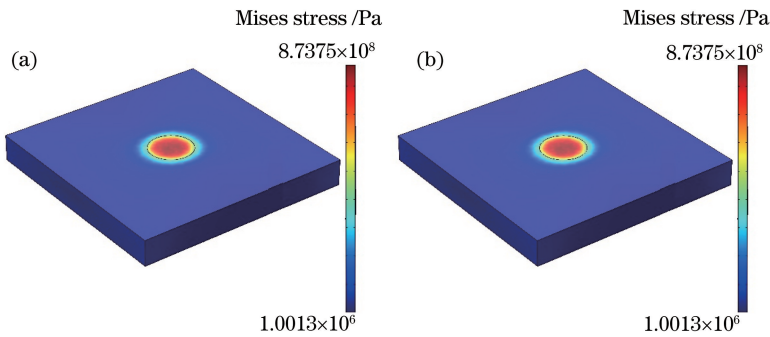 Mises stress /Pa
8.7375×10⁸
(a)
1.0013×10⁶
Mises stress /Pa
8.7375×10⁸
(b)
1.0013×10⁶